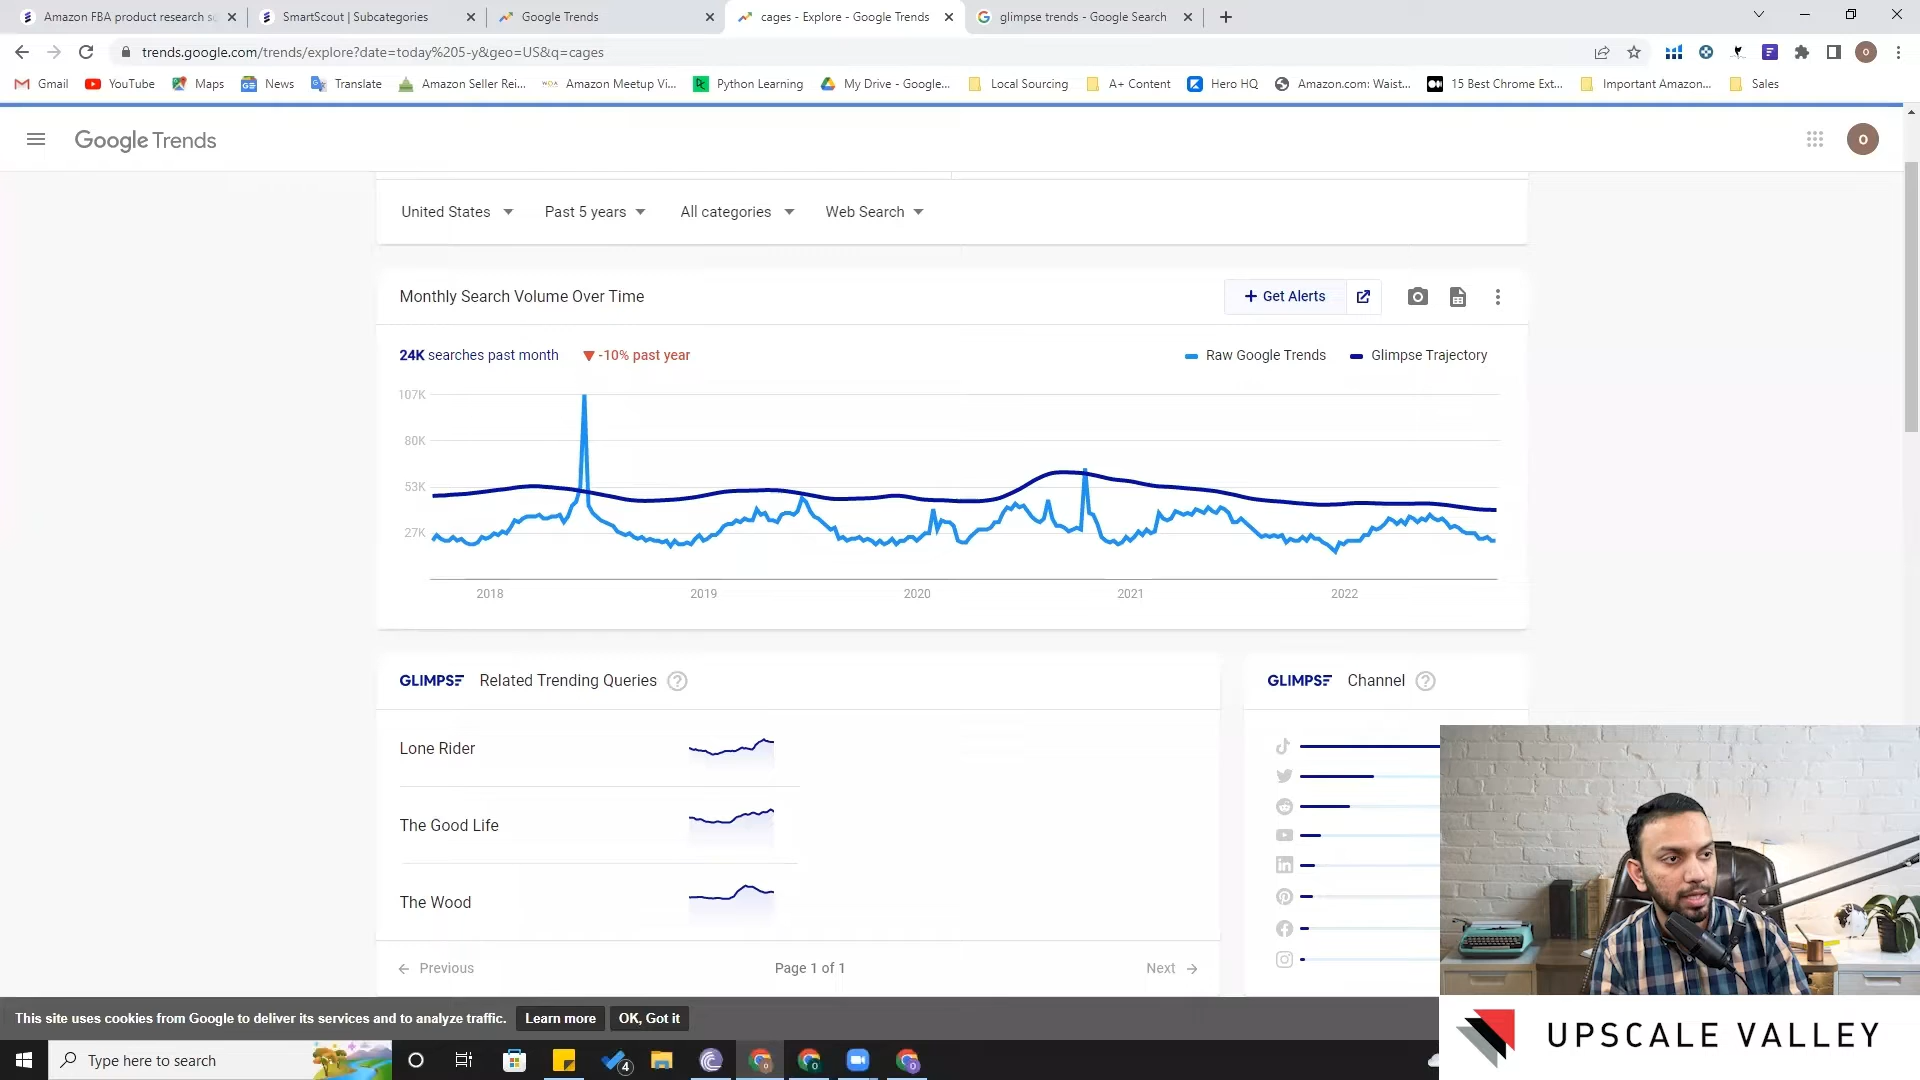 Amazon FBA product research so
SmartScout | Subcategories
Google Trends
cages - Explore - Google Trends
glimpse trends - Google Search
trends.google.com/trends/explore?date=today%205-y&geo=US&q=cages
O
Gmail
YouTube
Maps
News
Translate
Amazon Seller Rei...
Amazon Meetup Vi...
Python Learning
My Drive - Google...
Local Sourcing
A+ Content
Hero HQ
Amazon.com: Waist...
15 Best Chrome Ext...
Important Amazon...
Sales
Google Trends
O
United States
Past 5 years
All categories
Web Search
Monthly Search Volume Over Time
+ Get Alerts
24K searches past month
-10% past year
Raw Google Trends
Glimpse Trajectory
107K
80K
53K
27K
2018
2019
2020
2021
2022
GLIMPSE
Related Trending Queries ?
GLIMPSE
Channel ?
Lone Rider
The Good Life
The Wood
Previous
Page 1 of 1
Next
This site uses cookies from Google to deliver its services and to analyze traffic.
Learn more
OK, Got it
UPSCALE VALLEY
Type here to search
4